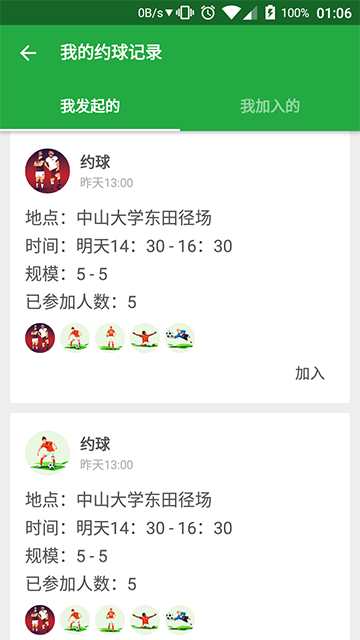 0B/s 100% 01:06
我的约球记录
我发起的 我加入的
约球
昨天13:00
地点：中山大学东田径场
时间：明天14：30 - 16：30
规模：5 - 5
已参加人数：5
加入
约球
昨天13:00
地点：中山大学东田径场
时间：明天14：30 - 16：30
规模：5 - 5
已参加人数：5